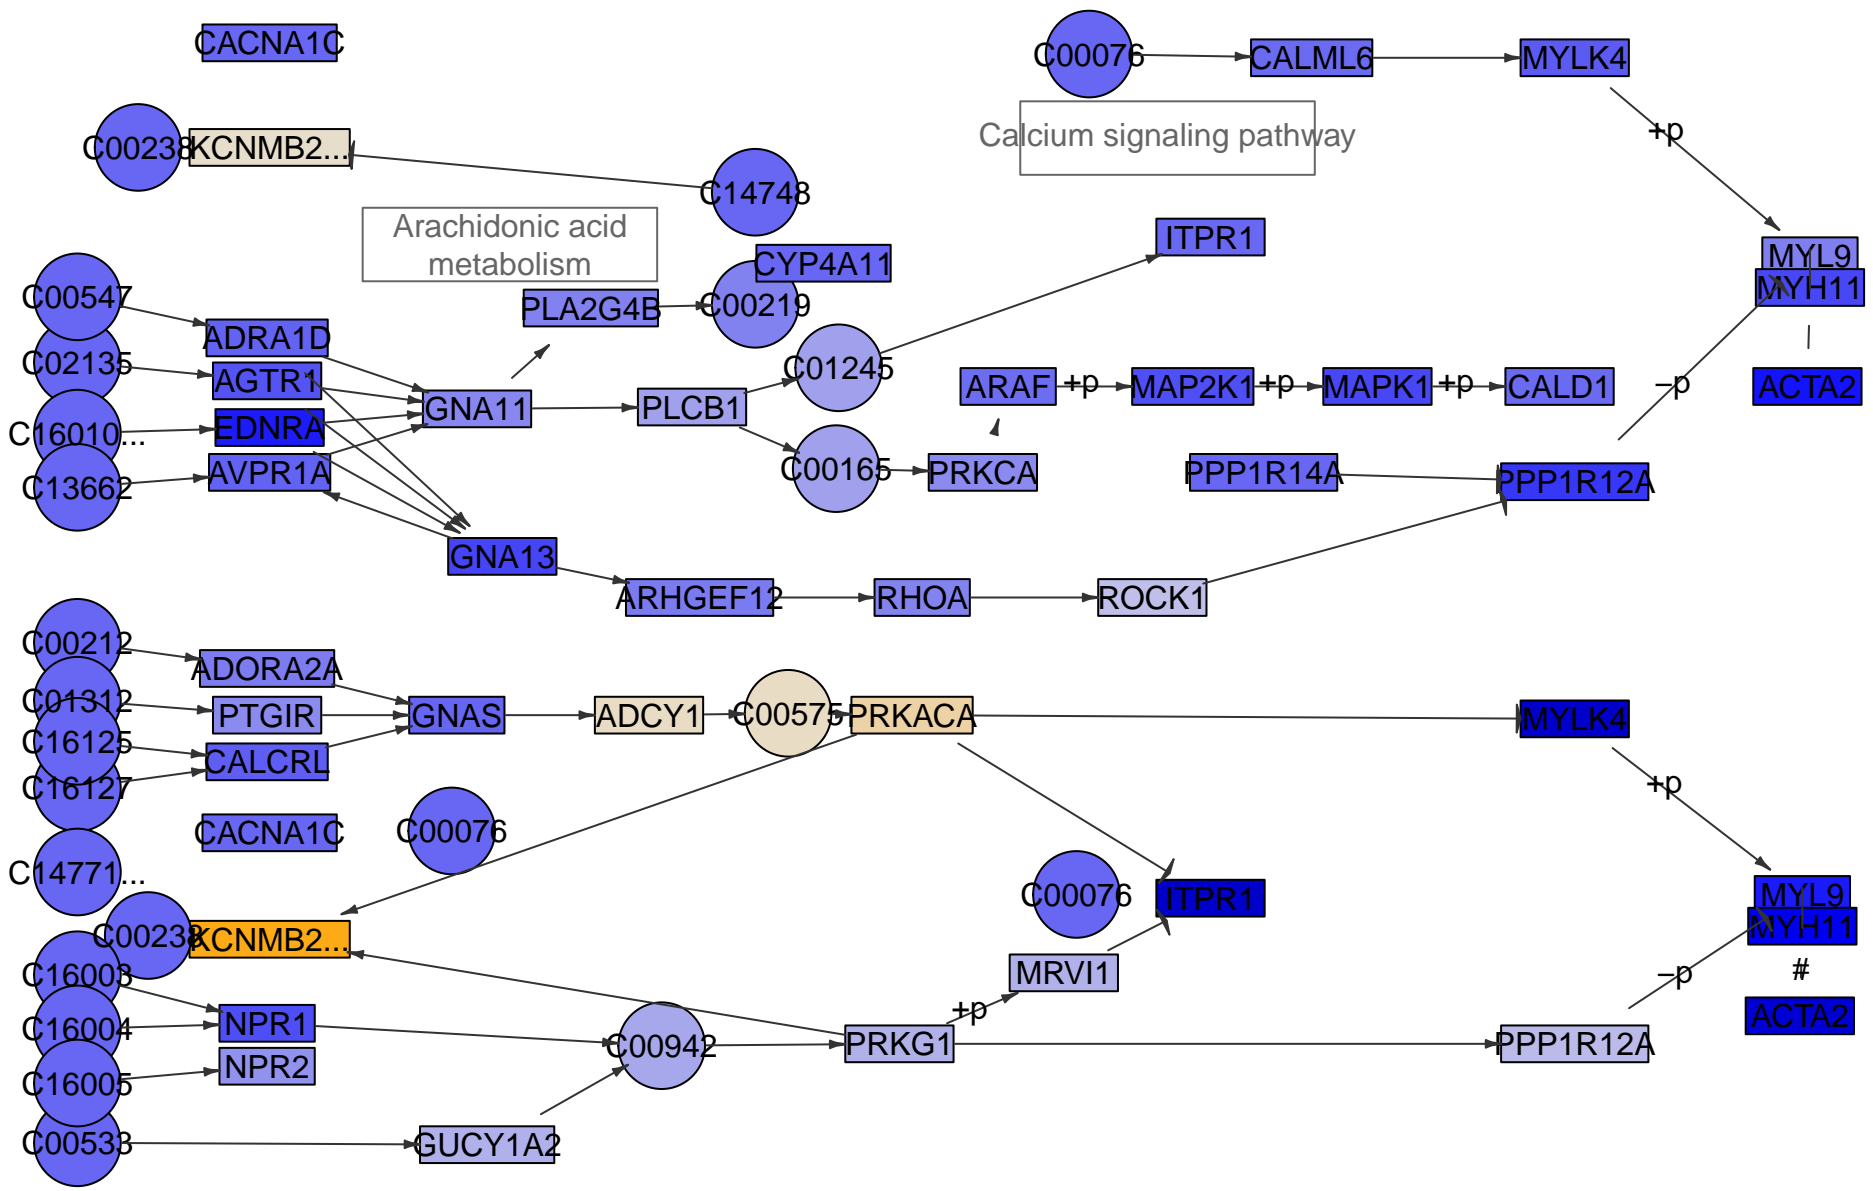 CACNA1C
C00076
CALML6
MYLK4
Calcium signaling pathway
+p
C00238
KCNMB2...
C14748
Arachidonic acid
metabolism
ITPR1
CYP4A11
MYL9
MYH11
C00547
PLA2G4B
C00219
ADRA1D
C02135
AGTR1
C01245
ARAF
+p
MAP2K1
+p
MAPK1
+p
CALD1
–p
ACTA2
GNA11
PLCB1
C16010...
EDNRA
C13662
AVPR1A
C00165
PRKCA
PPP1R14A
PPP1R12A
GNA13
ARHGEF12
RHOA
ROCK1
C00212
ADORA2A
C01312
PTGIR
GNAS
ADCY1
C00575
PRKACA
MYLK4
C16125
CALCRL
C16127
+p
CACNA1C
C00076
C14771...
C00076
ITPR1
MYL9
MYH11
C00238
KCNMB2...
C16003
MRVI1
–p
#
+p
C16004
NPR1
ACTA2
C00942
PRKG1
PPP1R12A
NPR2
C16005
C00533
GUCY1A2